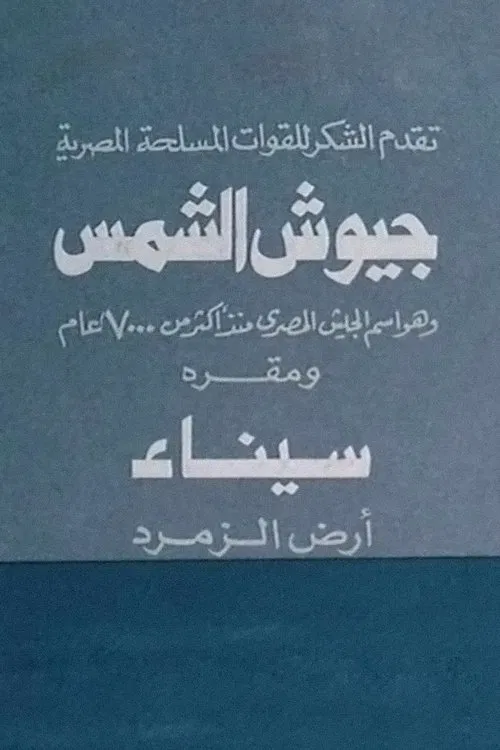 تقدم الشكر للقوات المسلحة المصرية
جيوش الشمس
وهو اسم الجيش المصرى منذ أكثر من ٧٠٠٠ عام
ومقره
سيناء
أرض الزمرد